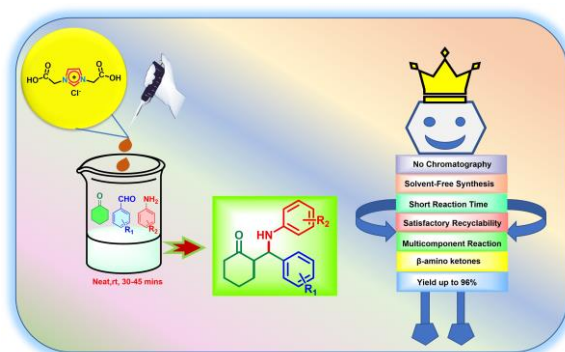 O
O
HO
OH
N
N
Cl-
O
CHO
NH2
R1
R2
Neat,rt, 30-45 mins
O
HN
R2
R1
No Chromatography
Solvent-Free Synthesis
Short Reaction Time
Satisfactory Recyclability
Multicomponent Reaction
β-amino ketones
Yield up to 96%